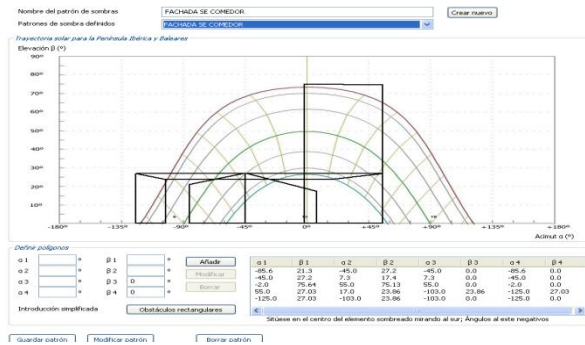 Nombre del patrón de sombras FACHADA SE COMEDOR Crear nuevo
Patrones de sombra definidos FACHADA SE COMEDOR
Trayectoria solar para la Península Ibérica y Baleares
Elevación β (º)
90º
80º
70º
60º
50º
40º
30º
20º
10º
-180º -135º -90º -45º 0º +45º +90º +135º +180º
Acimut α (º)
Definir polígonos
α 1 º β 1 º Añadir
α 2 º β 2 º Modificar
α 3 º β 3 0 º Borrar
α 4 º β 4 0 º
Introducción simplificada Obstáculos rectangulares
α 1 β 1 α 2 β 2 α 3 β 3 α 4 β 4
-85.6 21.3 -45.0 27.2 -45.0 0.0 -85.6 0.0
-45.0 27.2 7.3 17.4 7.3 0.0 -45.0 0.0
-2.0 75.64 55.0 75.13 55.0 0.0 -2.0 0.0
55.0 27.03 17.0 23.86 -103.0 23.86 -125.0 27.03
-125.0 27.03 -103.0 23.86 -103.0 0.0 -125.0 0.0
Sitúese en el centro del elemento sombreado mirando al sur; Ángulos al este negativos
Guardar patrón Modificar patrón Borrar patrón